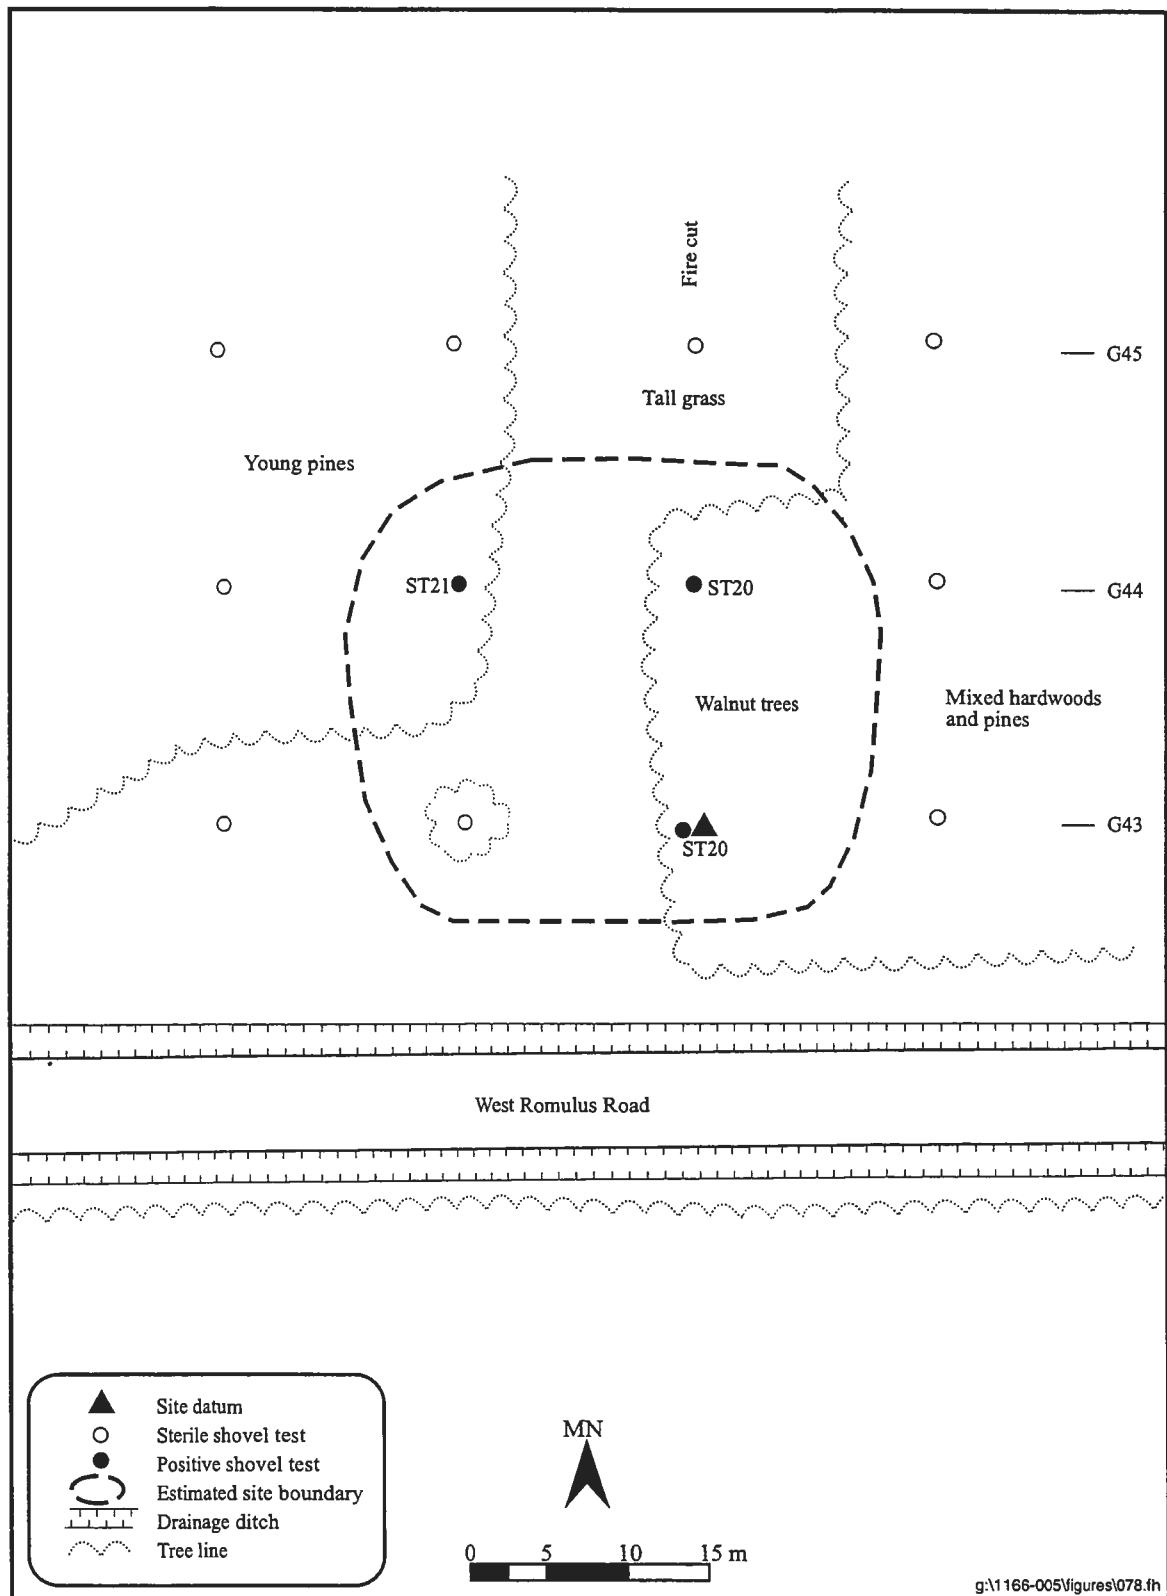 Fire cut
G45
Tall grass
Young pines
ST21
ST20
G44
Walnut trees
Mixed hardwoods
and pines
G43
ST20
West Romulus Road
Site datum
Sterile shovel test
Positive shovel test
Estimated site boundary
Drainage ditch
Tree line
MN
0 5 10 15 m
g:\1166-005\figures\078.fh